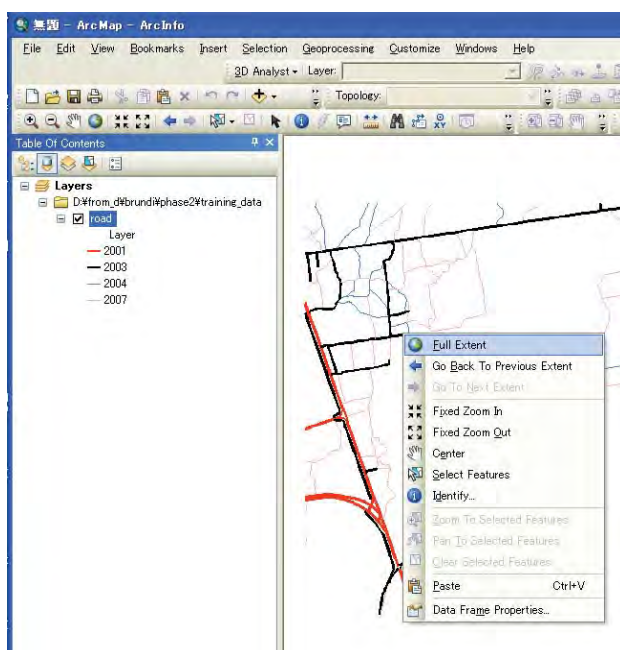 無題 - ArcMap - ArcInfo
File Edit View Bookmarks Insert Selection Geoprocessing Customize Windows Help
3D Analyst Layer:
Topology:
Table Of Contents
Layers
D:¥from_d¥brundi¥phase2¥training_data
road
Layer
2001
2003
2004
2007
Full Extent
Go Back To Previous Extent
Go To Next Extent
Fixed Zoom In
Fixed Zoom Out
Center
Select Features
Identify...
Zoom To Selected Features
Pan To Selected Features
Clear Selected Features
Paste Ctrl+V
Data Frame Properties...